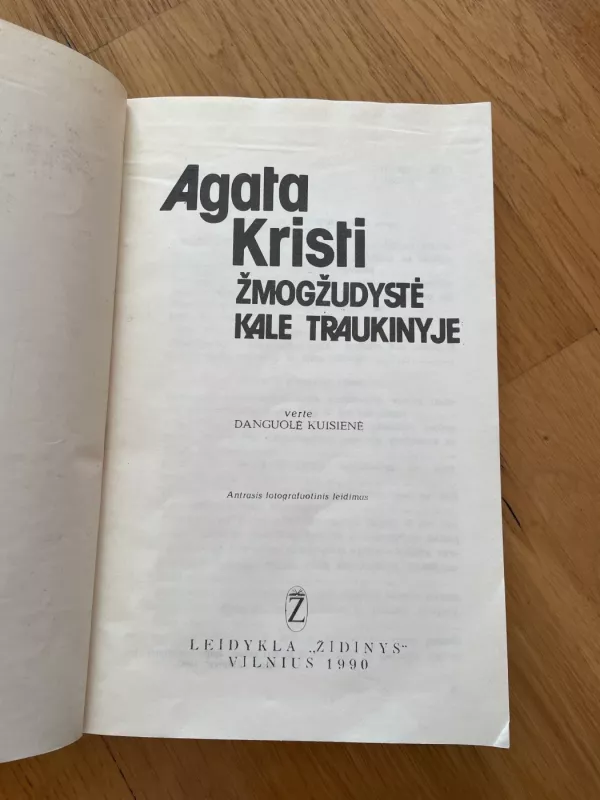 Agata
Kristi
ŽMOGŽUDYSTĖ
KALE TRAUKINYJE
vertė
DANGUOLĖ KUISIENĖ
Antrasis fotografuotinis leidimas
Ž
LEIDYKLA „ŽIDINYS“
VILNIUS 1990